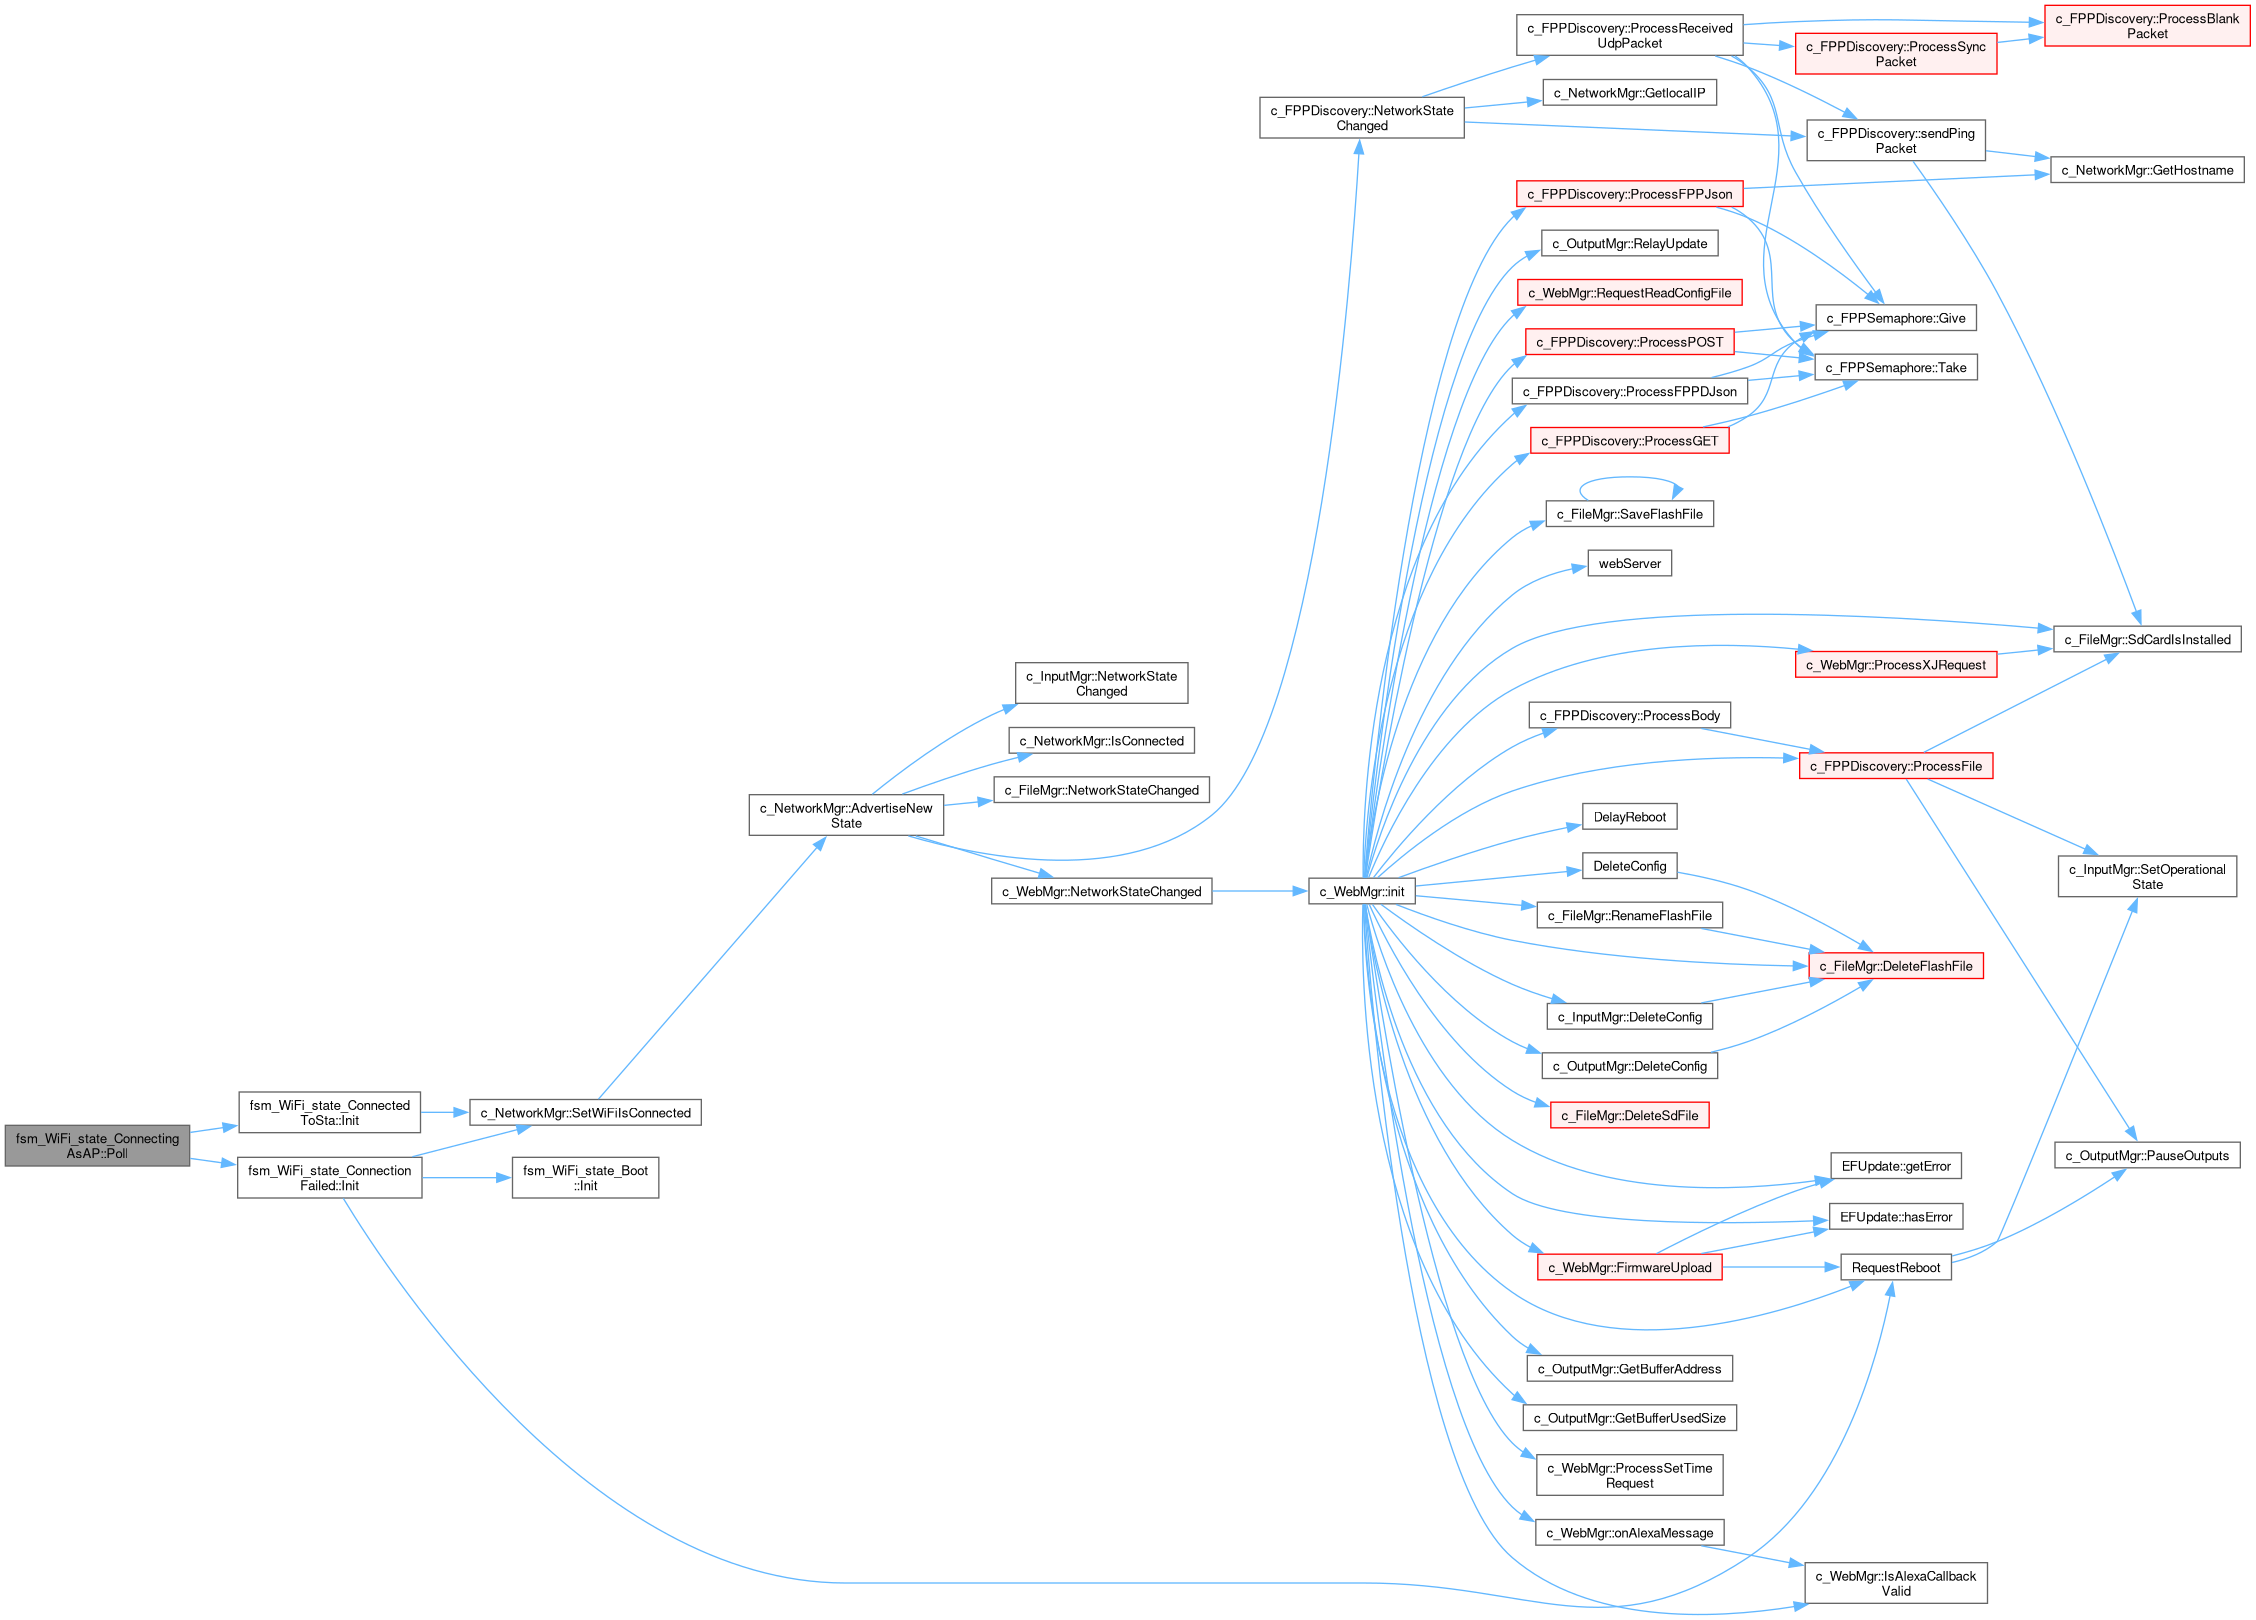 fsm_WiFi_state_Connecting
AsAP::Poll
fsm_WiFi_state_Connected
ToSta::Init
fsm_WiFi_state_Connection
Failed::Init
c_NetworkMgr::SetWiFiIsConnected
fsm_WiFi_state_Boot
::Init
c_NetworkMgr::AdvertiseNew
State
c_InputMgr::NetworkState
Changed
c_NetworkMgr::IsConnected
c_FileMgr::NetworkStateChanged
c_WebMgr::NetworkStateChanged
c_FPPDiscovery::NetworkState
Changed
c_WebMgr::init
c_FPPDiscovery::ProcessReceived
UdpPacket
c_NetworkMgr::GetlocalIP
c_FPPDiscovery::ProcessFPPJson
c_OutputMgr::RelayUpdate
c_WebMgr::RequestReadConfigFile
c_FPPDiscovery::ProcessPOST
c_FPPDiscovery::ProcessFPPDJson
c_FPPDiscovery::ProcessGET
c_FileMgr::SaveFlashFile
webServer
c_FPPDiscovery::ProcessBody
DelayReboot
DeleteConfig
c_FileMgr::RenameFlashFile
c_InputMgr::DeleteConfig
c_OutputMgr::DeleteConfig
c_FileMgr::DeleteSdFile
c_WebMgr::FirmwareUpload
c_OutputMgr::GetBufferAddress
c_OutputMgr::GetBufferUsedSize
c_WebMgr::ProcessSetTime
Request
c_WebMgr::onAlexaMessage
c_FPPDiscovery::ProcessSync
Packet
c_FPPDiscovery::sendPing
Packet
c_FPPSemaphore::Give
c_FPPSemaphore::Take
c_WebMgr::ProcessXJRequest
c_FPPDiscovery::ProcessFile
c_FileMgr::DeleteFlashFile
EFUpdate::getError
EFUpdate::hasError
RequestReboot
c_WebMgr::IsAlexaCallback
Valid
c_FPPDiscovery::ProcessBlank
Packet
c_NetworkMgr::GetHostname
c_FileMgr::SdCardIsInstalled
c_InputMgr::SetOperational
State
c_OutputMgr::PauseOutputs